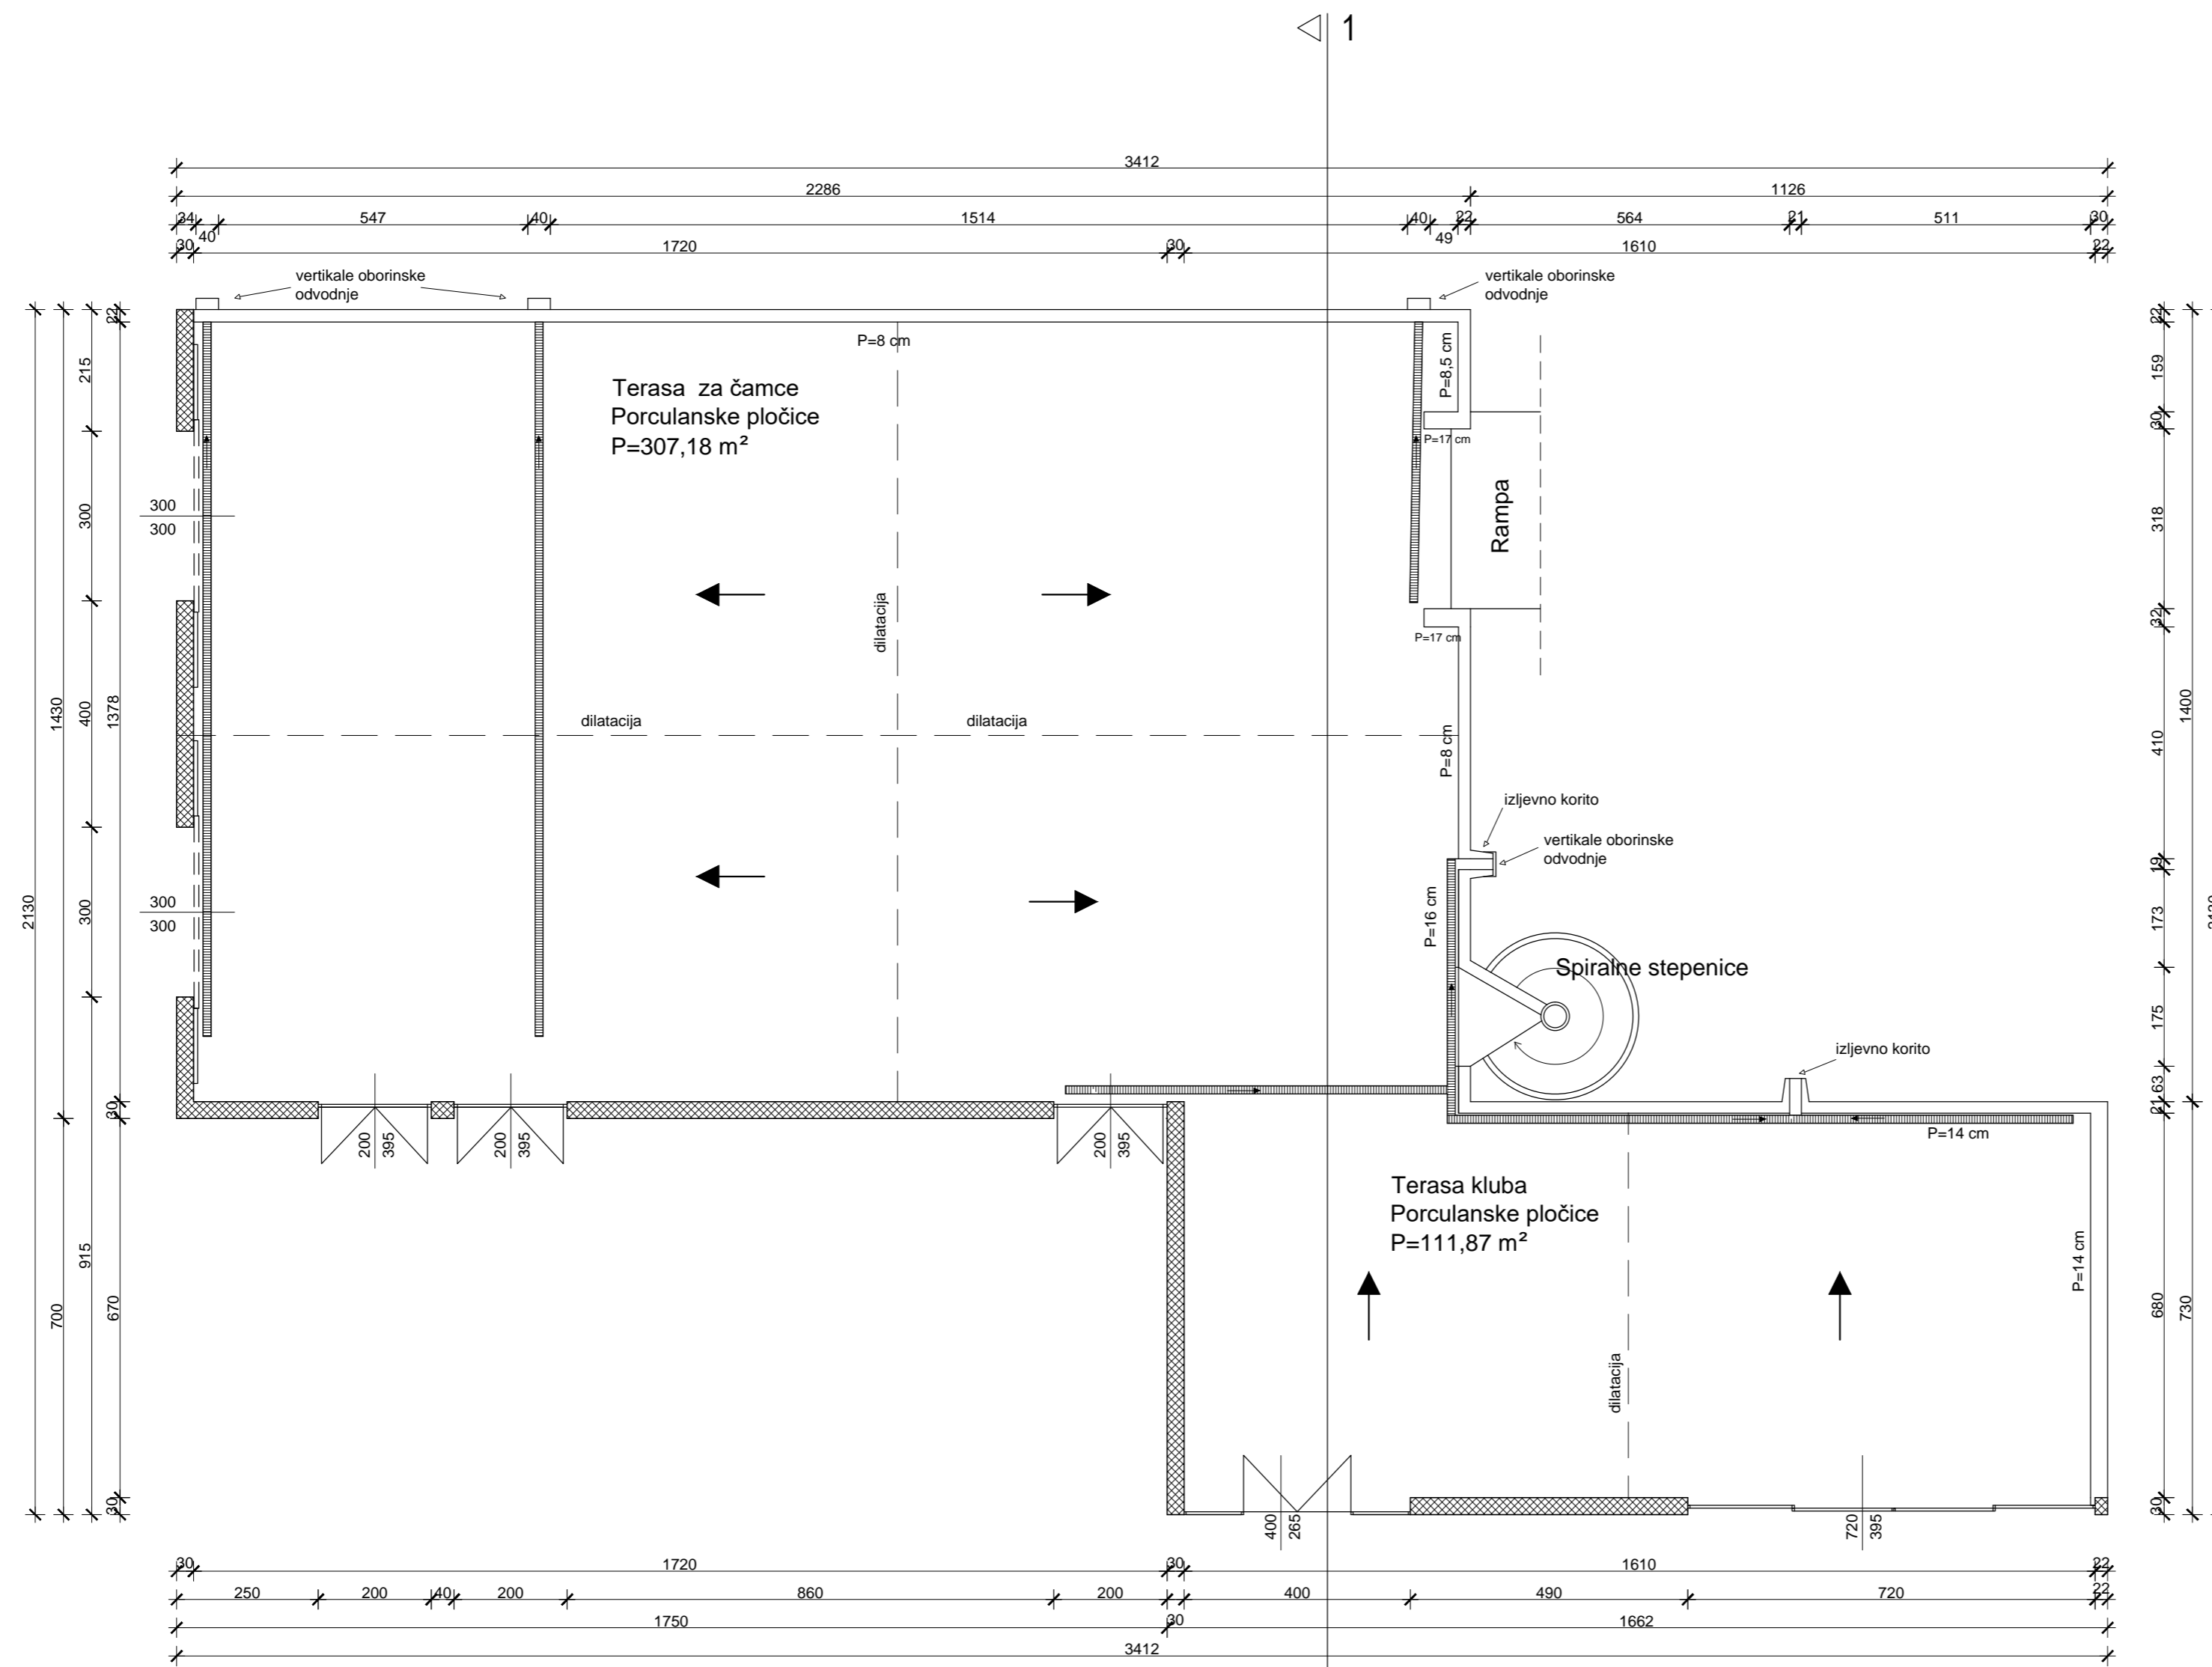 1
3412
2286 1126
34 547 40 1514 40 22 564 21 511 30
40 49
30 1720 30 1610 22
vertikale oborinske
odvodnje
vertikale oborinske
odvodnje
22 215 300 400 300 915
1378 30 670 30
1430 700
2130
22 159 30 318 32 410 19 173 175 63 21 680 30
1400 730
P=8 cm
P=8,5 cm
Terasa za čamce
Porculanske pločice
P=307,18 m²
P=17 cm
Rampa
300
300
dilatacija
P=17 cm
dilatacija
dilatacija
P=8 cm
izljevno korito
vertikale oborinske
odvodnje
300
300
P=16 cm
Spiralne stepenice
izljevno korito
200
395
200
395
200
395
P=14 cm
Terasa kluba
Porculanske pločice
P=111,87 m²
P=14 cm
dilatacija
400
265
720
395
30 1720 30 1610 22
250 200 40 200 860 200 400 490 720 22
1750 30 1662
3412